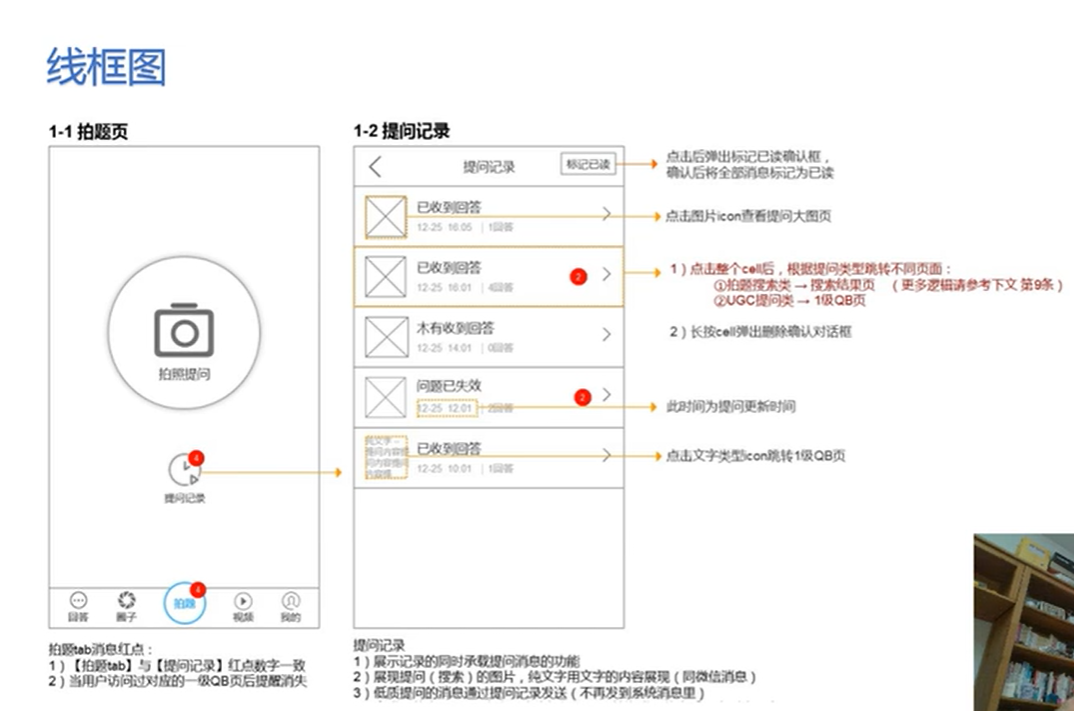 线框图
1-1 拍题页
1-2 提问记录
提问记录
标记已读
点击后弹出标记已读确认框，
确认后将全部消息标记为已读
已收到回答
12-25 16:05 | 1回答
点击图片icon查看提问大图页
已收到回答
12-25 16:01 | 4回答
2
1）点击整个cell后，根据提问类型跳转不同页面：
①拍题搜索类 → 搜索结果页 （更多逻辑请参考下文 第9条）
②UGC提问类 → 1级QB页
2）长按cell弹出删除确认对话框
木有收到回答
12-25 14:01 | 0回答
问题已失效
12-25 12:01 | 2回答
2
此时间为提问更新时间
纯文字
提问内容提
问内容提问
内容提
已收到回答
12-25 10:01 | 1回答
点击文字类型icon跳转1级QB页
拍照提问
4
提问记录
4
回答
圈子
拍题
视频
我的
拍题tab消息红点：
1）【拍题tab】与【提问记录】红点数字一致
2）当用户访问过对应的一级QB页后提醒消失
提问记录
1）展示记录的同时承载提问消息的功能
2）展现提问（搜索）的图片，纯文字用文字的内容展现（同微信消息）
3）低质提问的消息通过提问记录发送（不再发到系统消息里）